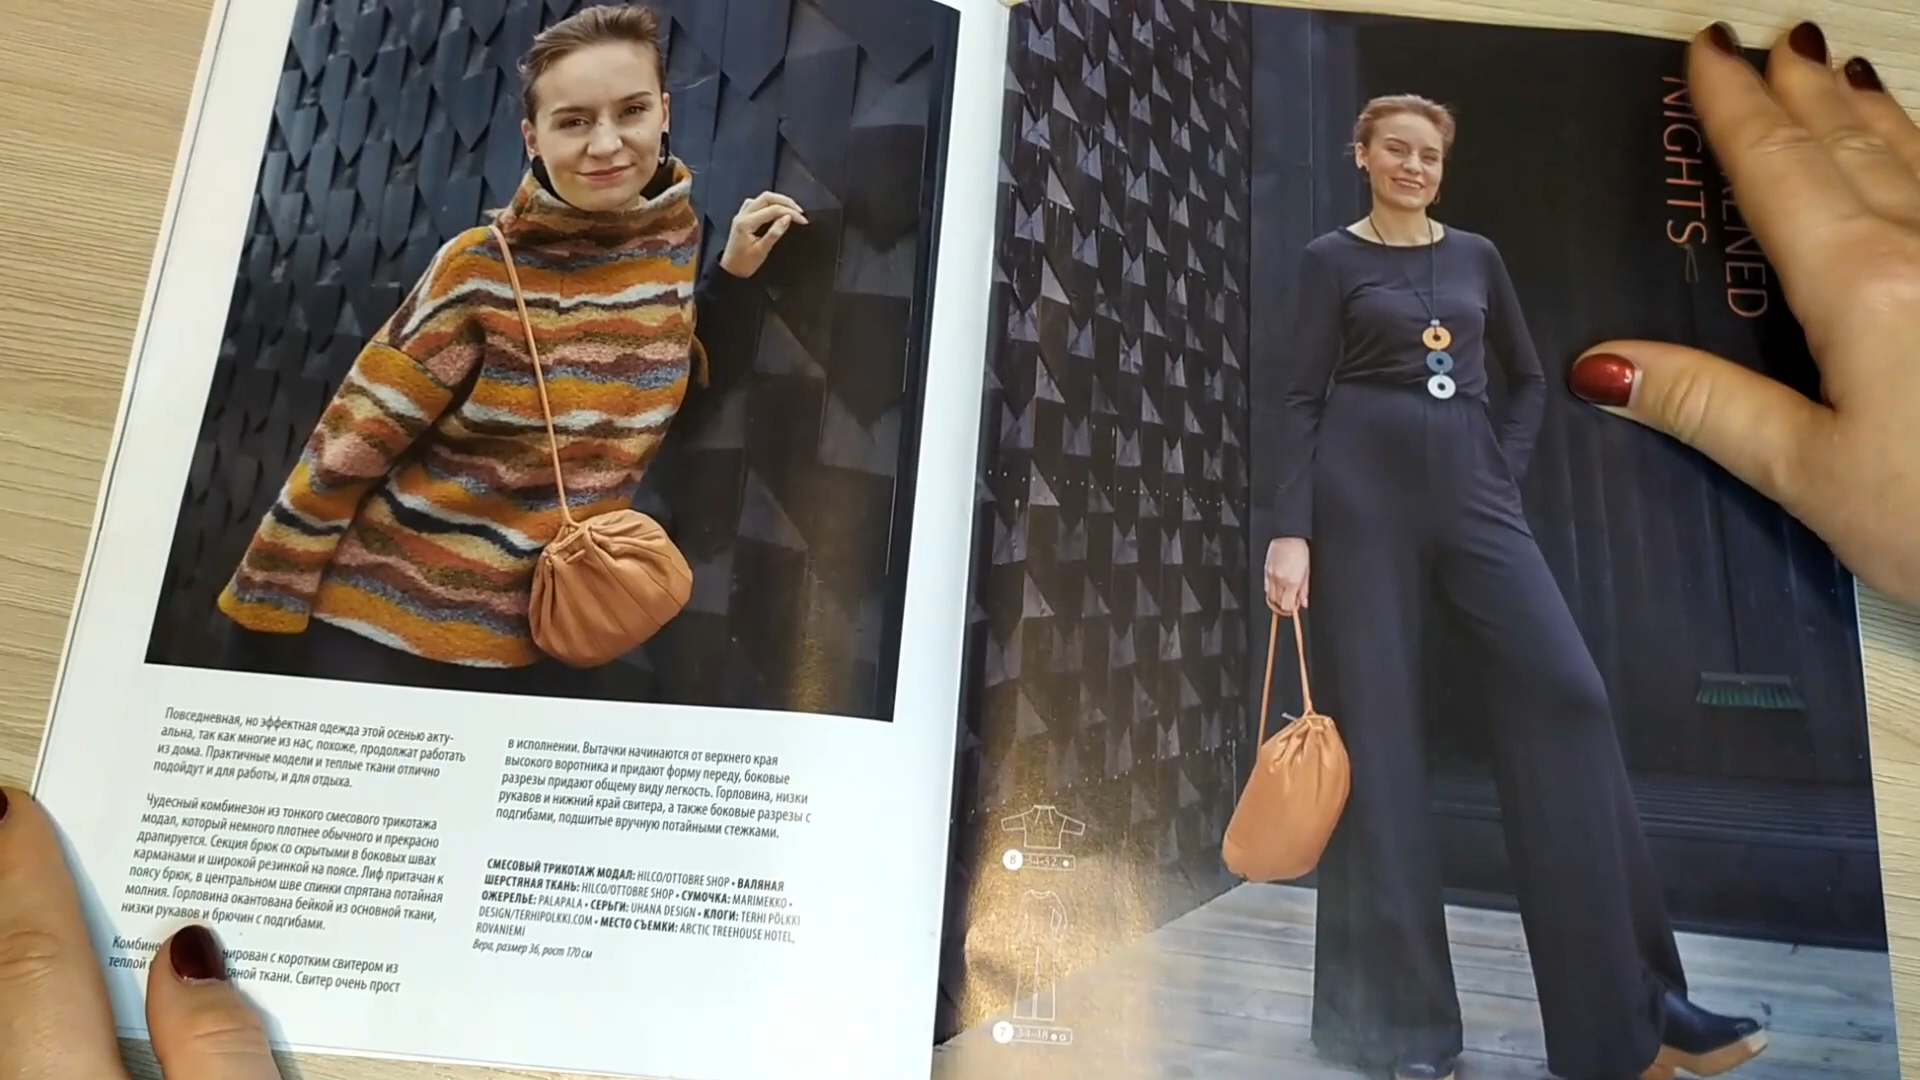 Повседневная, но эффектная одежда этой осенью акту-
альна, так как многие из нас, похоже, продолжат работать
из дома. Практичные модели и теплые ткани отлично
подойдут и для работы, и для отдыха.
Чудесный комбинезон из тонкого смесового трикотажа
модал, который немного плотнее обычного и прекрасно
драпируется. Секция брюк со скрытыми в боковых швах
карманами и широкой резинкой на поясе. Лиф притачан к
поясу брюк, в центральном шве спинки спрятана потайная
молния. Горловина окантована бейкой из основной ткани,
низки рукавов и брючин с подгибами.
с коротким свитером из
теплой ткани. Свитер очень прост
в исполнении. Вытачки начинаются от верхнего края
высокого воротника и придают форму переду, боковые
разрезы придают общему виду легкость. Горловина, низки
рукавов и нижний край свитера, а также боковые разрезы с
подгибами, подшитые вручную потайными стежками.
СМЕСОВЫЙ ТРИКОТАЖ МОДАЛ: HILCO/OTTOBRE SHOP • ВАЛЯНАЯ
ШЕРСТЯНАЯ ТКАНЬ: HILCO/OTTOBRE SHOP • СУМОЧКА: MARIMEKKO •
ОЖЕРЕЛЬЕ: PALAPALA • СЕРЬГИ: UHANA DESIGN • КЛОГИ: TERHI PÖLKKI
DESIGN/TERHIPOLKKI.COM • МЕСТО СЪЕМКИ: ARCTIC TREEHOUSE HOTEL,
ROVANIEMI
Вера, размер 36, рост 170 см
NIGHTS
8
7